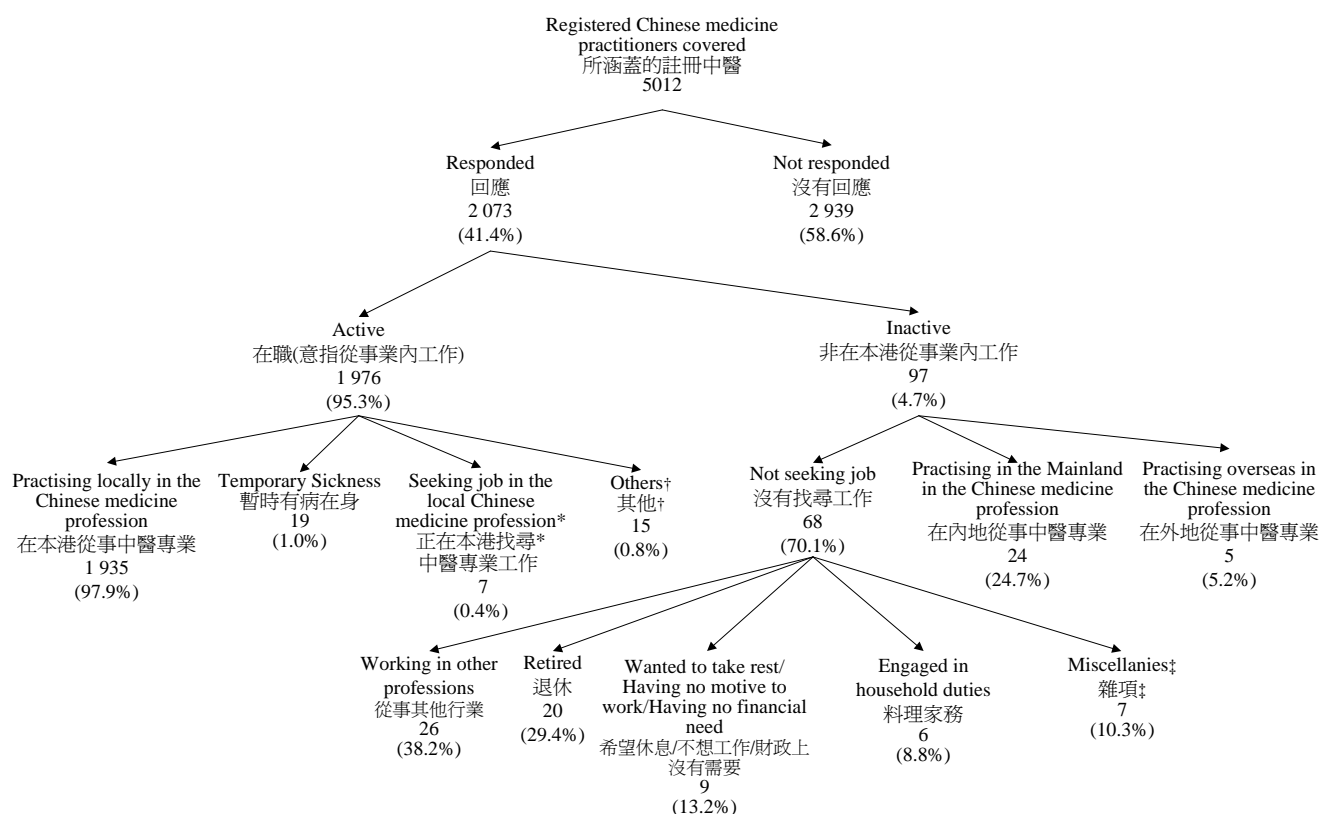 Registered Chinese medicine
practitioners covered
所涵蓋的註冊中醫
5012
Responded
回應
2 073
(41.4%)
Not responded
沒有回應
2 939
(58.6%)
Active
在職(意指從事業內工作)
1 976
(95.3%)
Inactive
非在本港從事業內工作
97
(4.7%)
Practising locally in the
Chinese medicine
profession
在本港從事中醫專業
1 935
(97.9%)
Temporary Sickness
暫時有病在身
19
(1.0%)
Seeking job in the
local Chinese
medicine profession*
正在本港找尋*
中醫專業工作
7
(0.4%)
Others†
其他†
15
(0.8%)
Not seeking job
沒有找尋工作
68
(70.1%)
Practising in the Mainland
in the Chinese medicine
profession
在內地從事中醫專業
24
(24.7%)
Practising overseas in
the Chinese medicine
profession
在外地從事中醫專業
5
(5.2%)
Working in other
professions
從事其他行業
26
(38.2%)
Retired
退休
20
(29.4%)
Wanted to take rest/
Having no motive to
work/Having no financial
need
希望休息/不想工作/財政上
沒有需要
9
(13.2%)
Engaged in
household duties
料理家務
6
(8.8%)
Miscellanies‡
雜項‡
7
(10.3%)